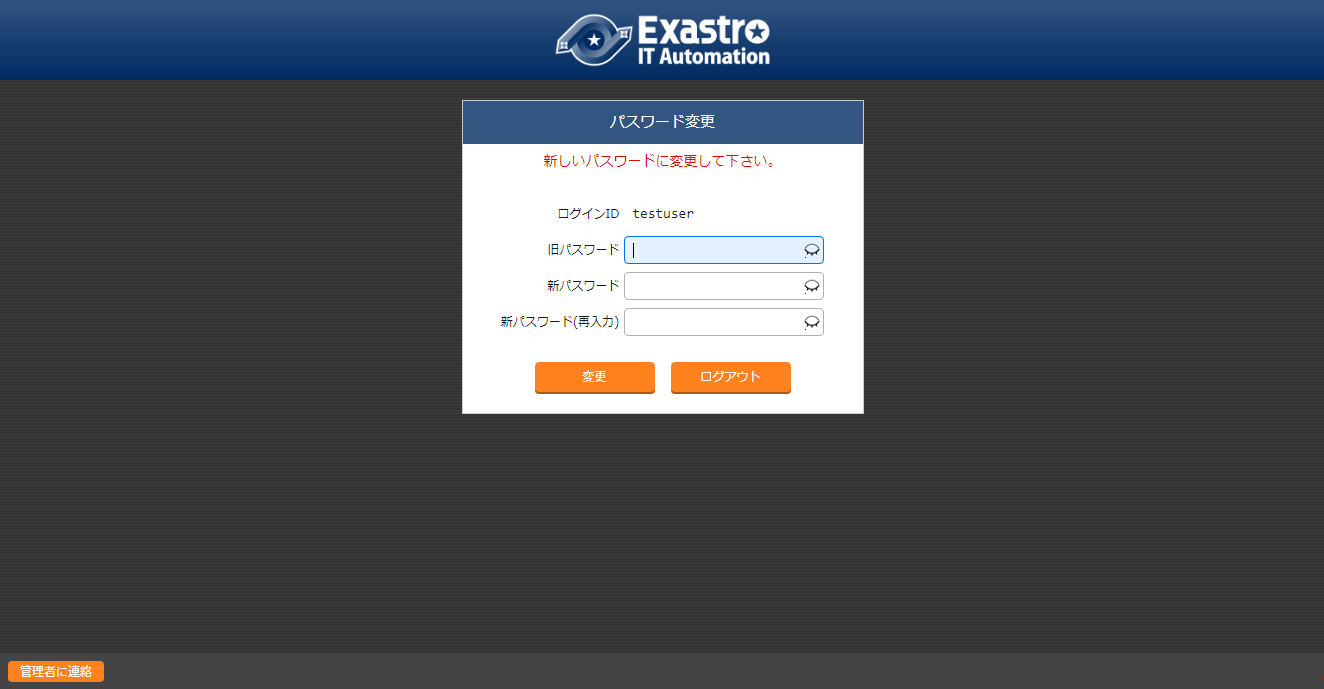 Exastro
IT Automation
パスワード変更
新しいパスワードに変更して下さい。
ログインID testuser
旧パスワード
新パスワード
新パスワード(再入力)
変更 ログアウト
管理者に連絡